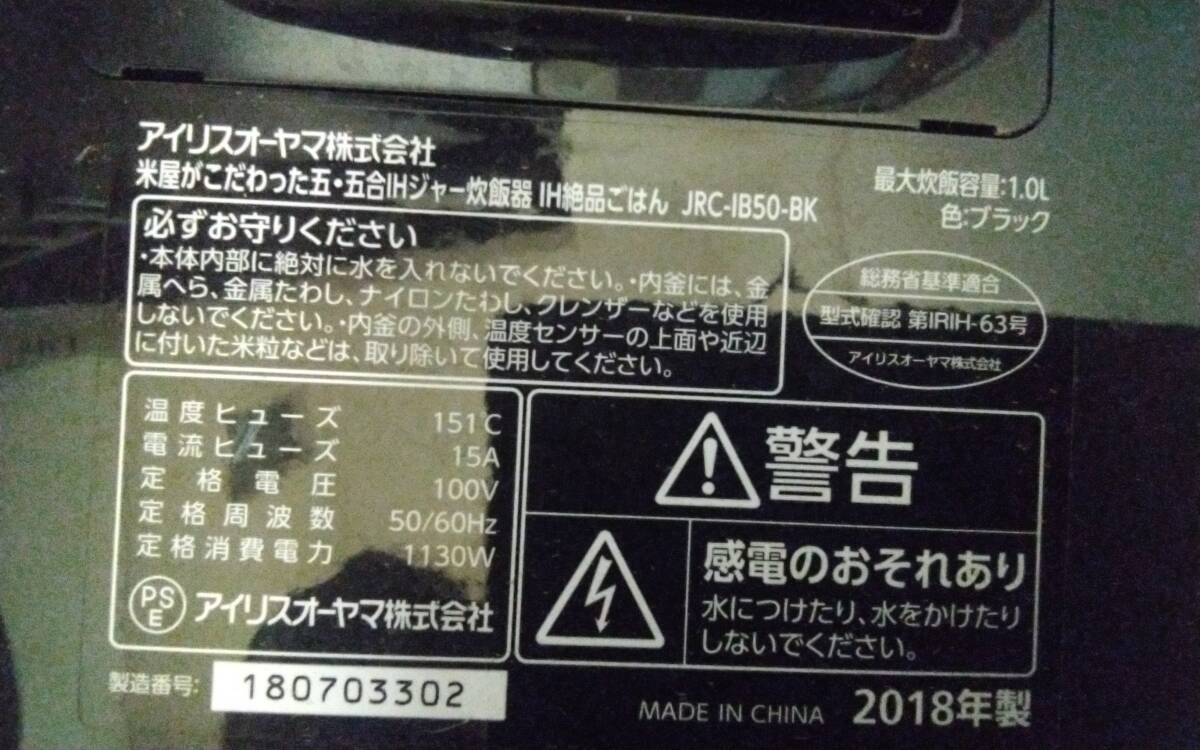 アイリスオーヤマ株式会社
米屋がこだわった五・五合IHジャー炊飯器 IH絶品ごはん JRC-IB50-BK
最大炊飯容量:1.0L
色:ブラック
必ずお守りください
・本体内部に絶対に水を入れないでください。・内釜には、金
属へら、金属たわし、ナイロンたわし、クレンザーなどを使用
しないでください。・内釜の外側、温度センサーの上面や近辺
に付いた米粒などは、取り除いて使用してください。
総務省基準適合
型式確認 第IRIH-63号
アイリスオーヤマ株式会社
温度ヒューズ 151℃
電流ヒューズ 15A
定格電圧 100V
定格周波数 50/60Hz
定格消費電力 1130W
PSE アイリスオーヤマ株式会社
警告
感電のおそれあり
水につけたり、水をかけたり
しないでください。
製造番号: 180703302
MADE IN CHINA 2018年製